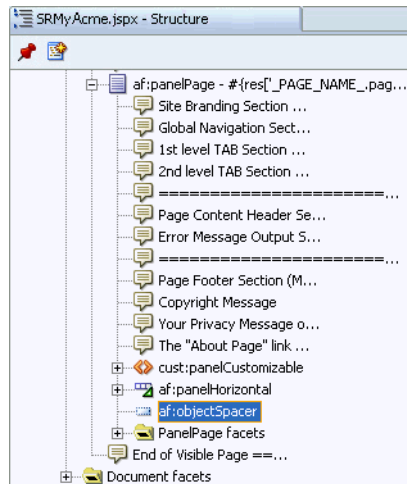 SRMyAcme.jspx - Structure
af:panelPage - #{res['_PAGE_NAME_.pag...
Site Branding Section ...
Global Navigation Sect...
1st level TAB Section ...
2nd level TAB Section ...
=======================...
Page Content Header Se...
Error Message Output S...
=======================...
Page Footer Section (M...
Copyright Message
Your Privacy Message o...
The "About Page" link ...
cust:panelCustomizable
af:panelHorizontal
af:objectSpacer
PanelPage facets
End of Visible Page ==...
Document facets